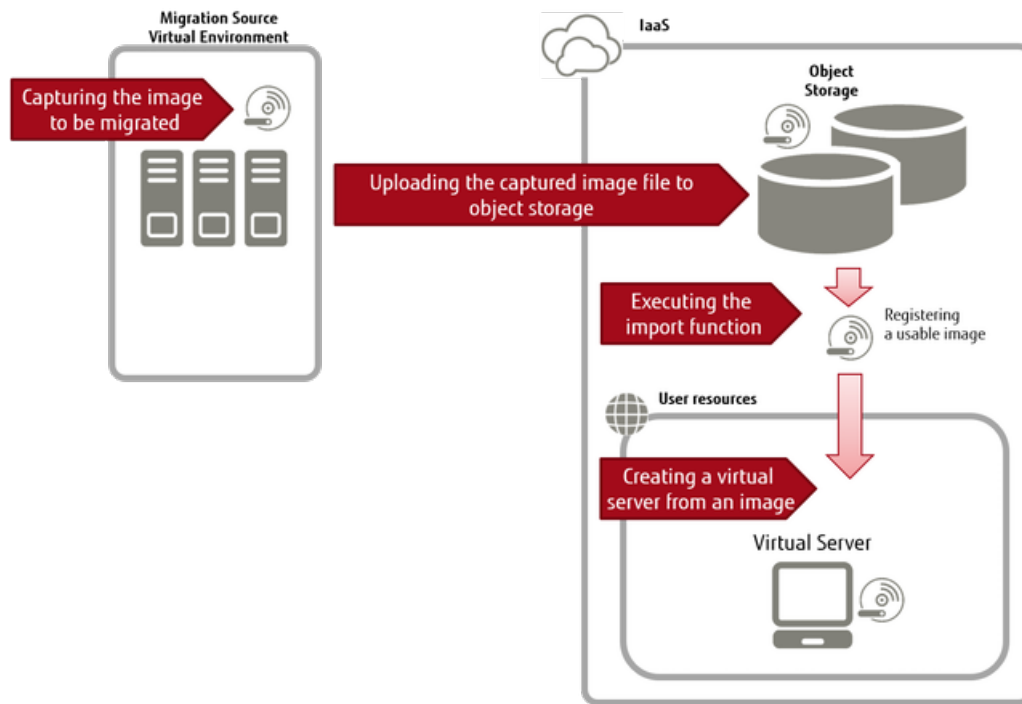 Migration Source
Virtual Environment
Capturing the image
to be migrated
IaaS
Object
Storage
Uploading the captured image file to
object storage
Executing the
import function
Registering
a usable image
User resources
Creating a virtual
server from an image
Virtual Server